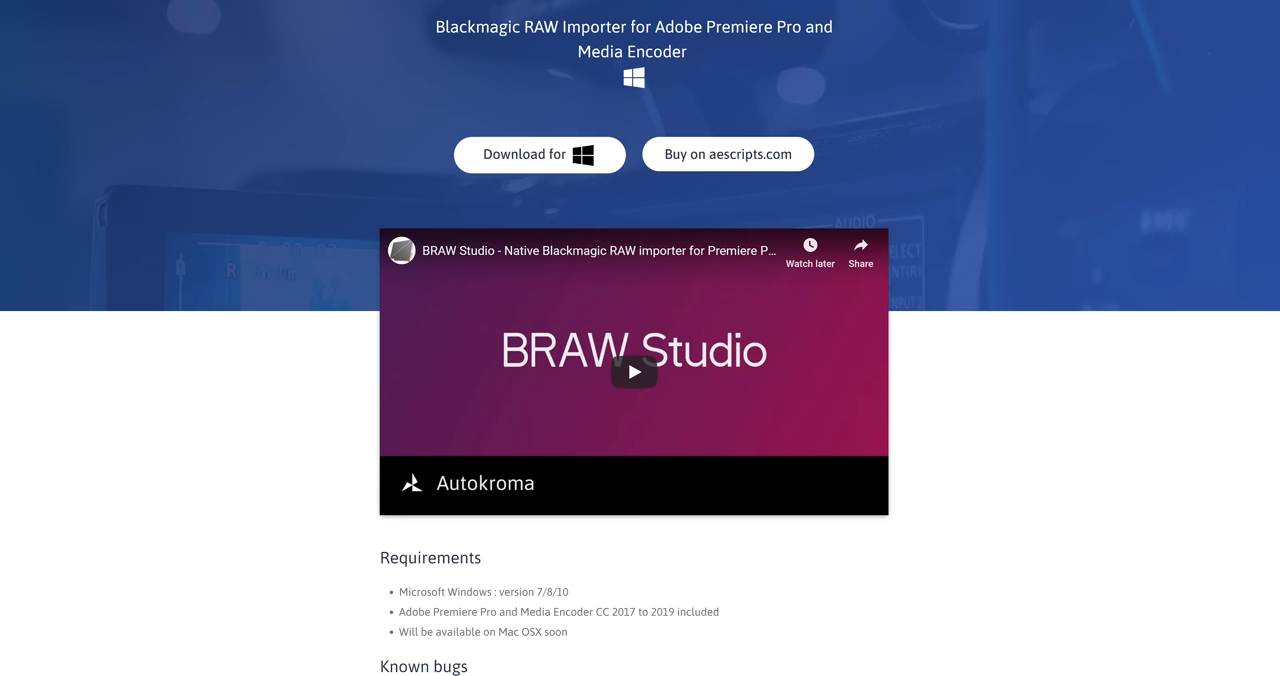 Blackmagic RAW Importer for Adobe Premiere Pro and
Media Encoder
Download for
Buy on aescripts.com
AUDIO
BRAW Studio - Native Blackmagic RAW importer for Premiere P...
Watch later
Share
BRAW Studio
Autokroma
Requirements
• Microsoft Windows : version 7/8/10
• Adobe Premiere Pro and Media Encoder CC 2017 to 2019 included
• Will be available on Mac OSX soon
Known bugs